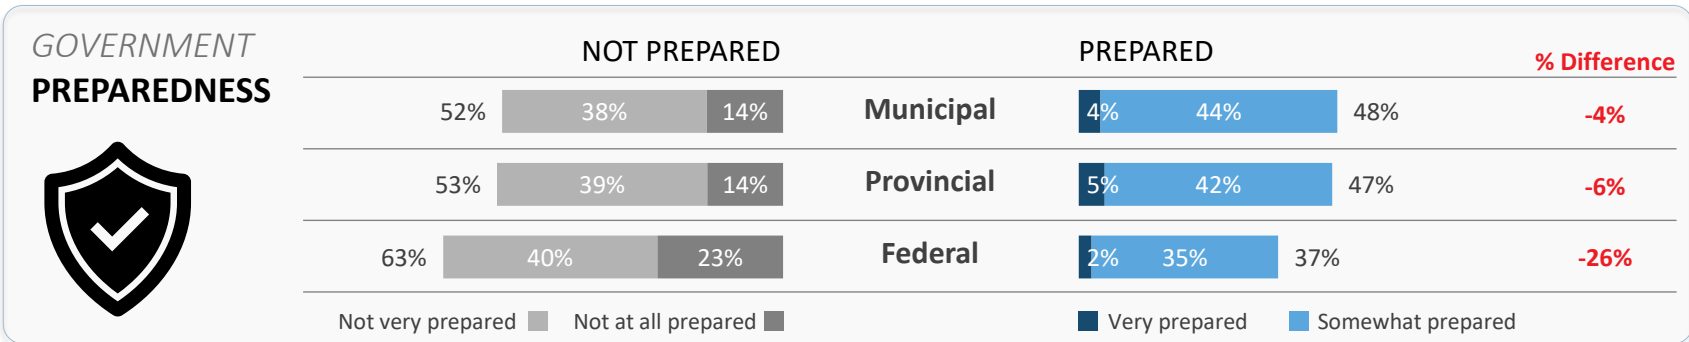 GOVERNMENT
PREPAREDNESS
NOT PREPARED PREPARED % Difference
52% 38% 14% Municipal 4% 44% 48% -4%
53% 39% 14% Provincial 5% 42% 47% -6%
63% 40% 23% Federal 2% 35% 37% -26%
Not very prepared Not at all prepared Very prepared Somewhat prepared